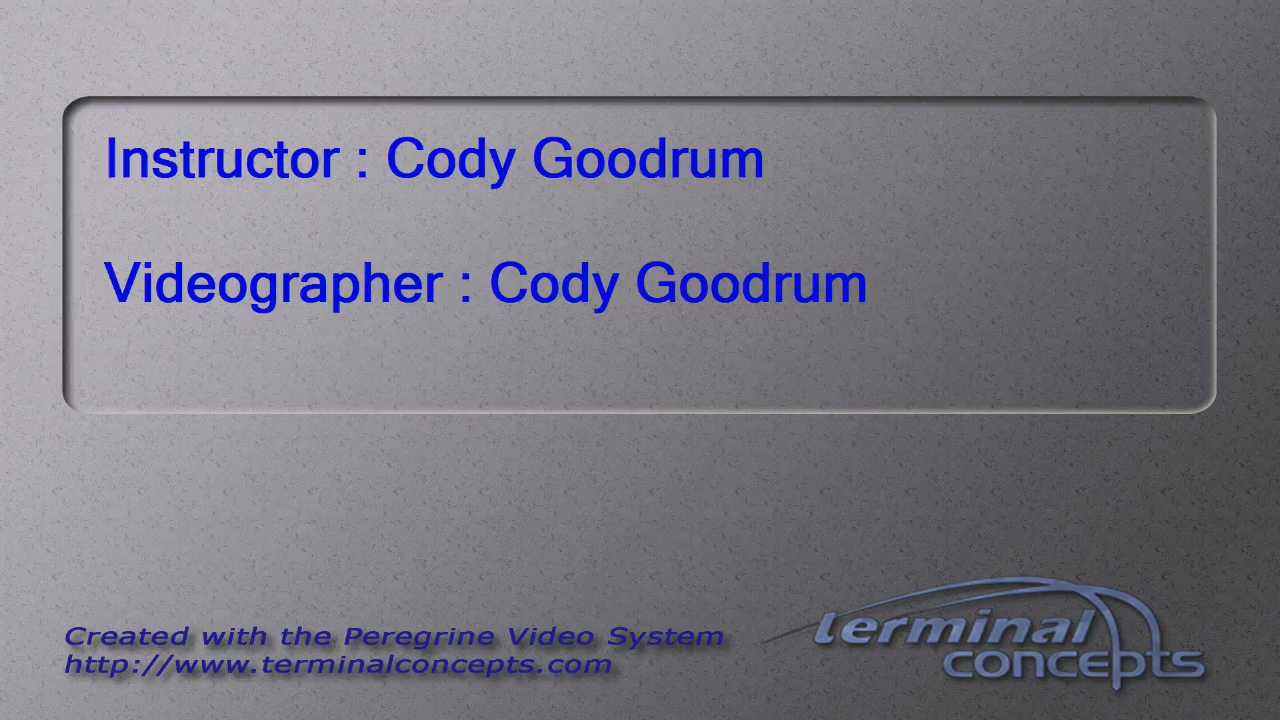 Instructor : Cody Goodrum
Videographer : Cody Goodrum
Created with the Peregrine Video System
http://www.terminalconcepts.com
terminal
concepts